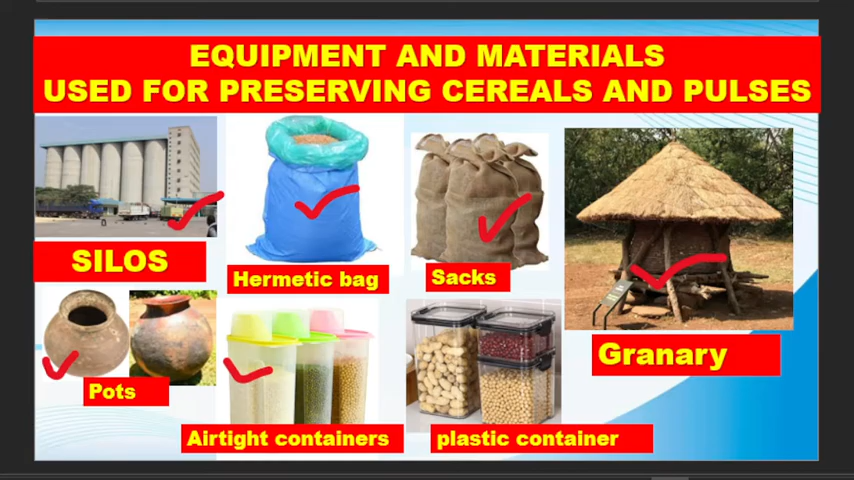 EQUIPMENT AND MATERIALS
USED FOR PRESERVING CEREALS AND PULSES
SILOS
Hermetic bag
Sacks
Granary
Pots
Airtight containers
plastic container